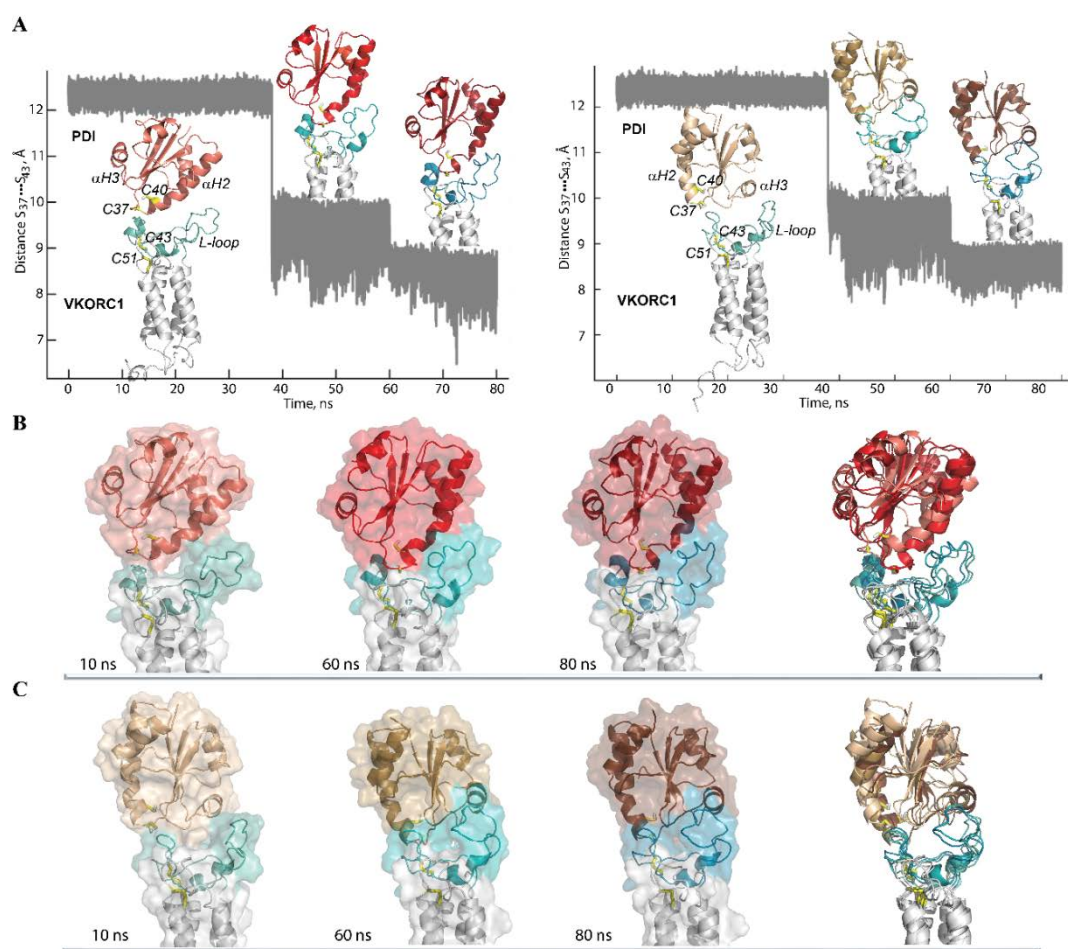 A
Distance S37•••S43, Å
12
11
10
9
8
7
PDI
αH3
C40
αH2
C37
C43
L-loop
C51
VKORC1
0 10 20 30 40 50 60 70 80
Time, ns
Distance S37•••S43, Å
12
11
10
9
8
7
PDI
αH2
C40
αH3
C37
C43
L-loop
C51
VKORC1
0 10 20 30 40 50 60 70 80
Time, ns
B
10 ns
60 ns
80 ns
C
10 ns
60 ns
80 ns